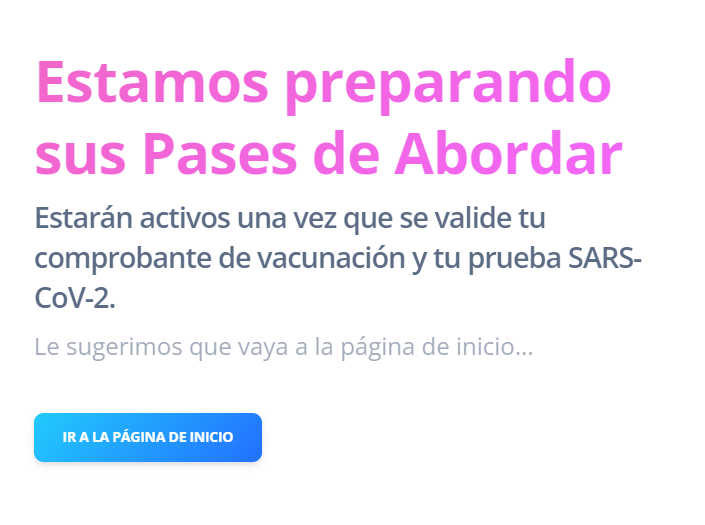 Estamos preparando
sus Pases de Abordar
Estarán activos una vez que se valide tu
comprobante de vacunación y tu prueba SARS-
CoV-2.
Le sugerimos que vaya a la página de inicio...
IR A LA PÁGINA DE INICIO